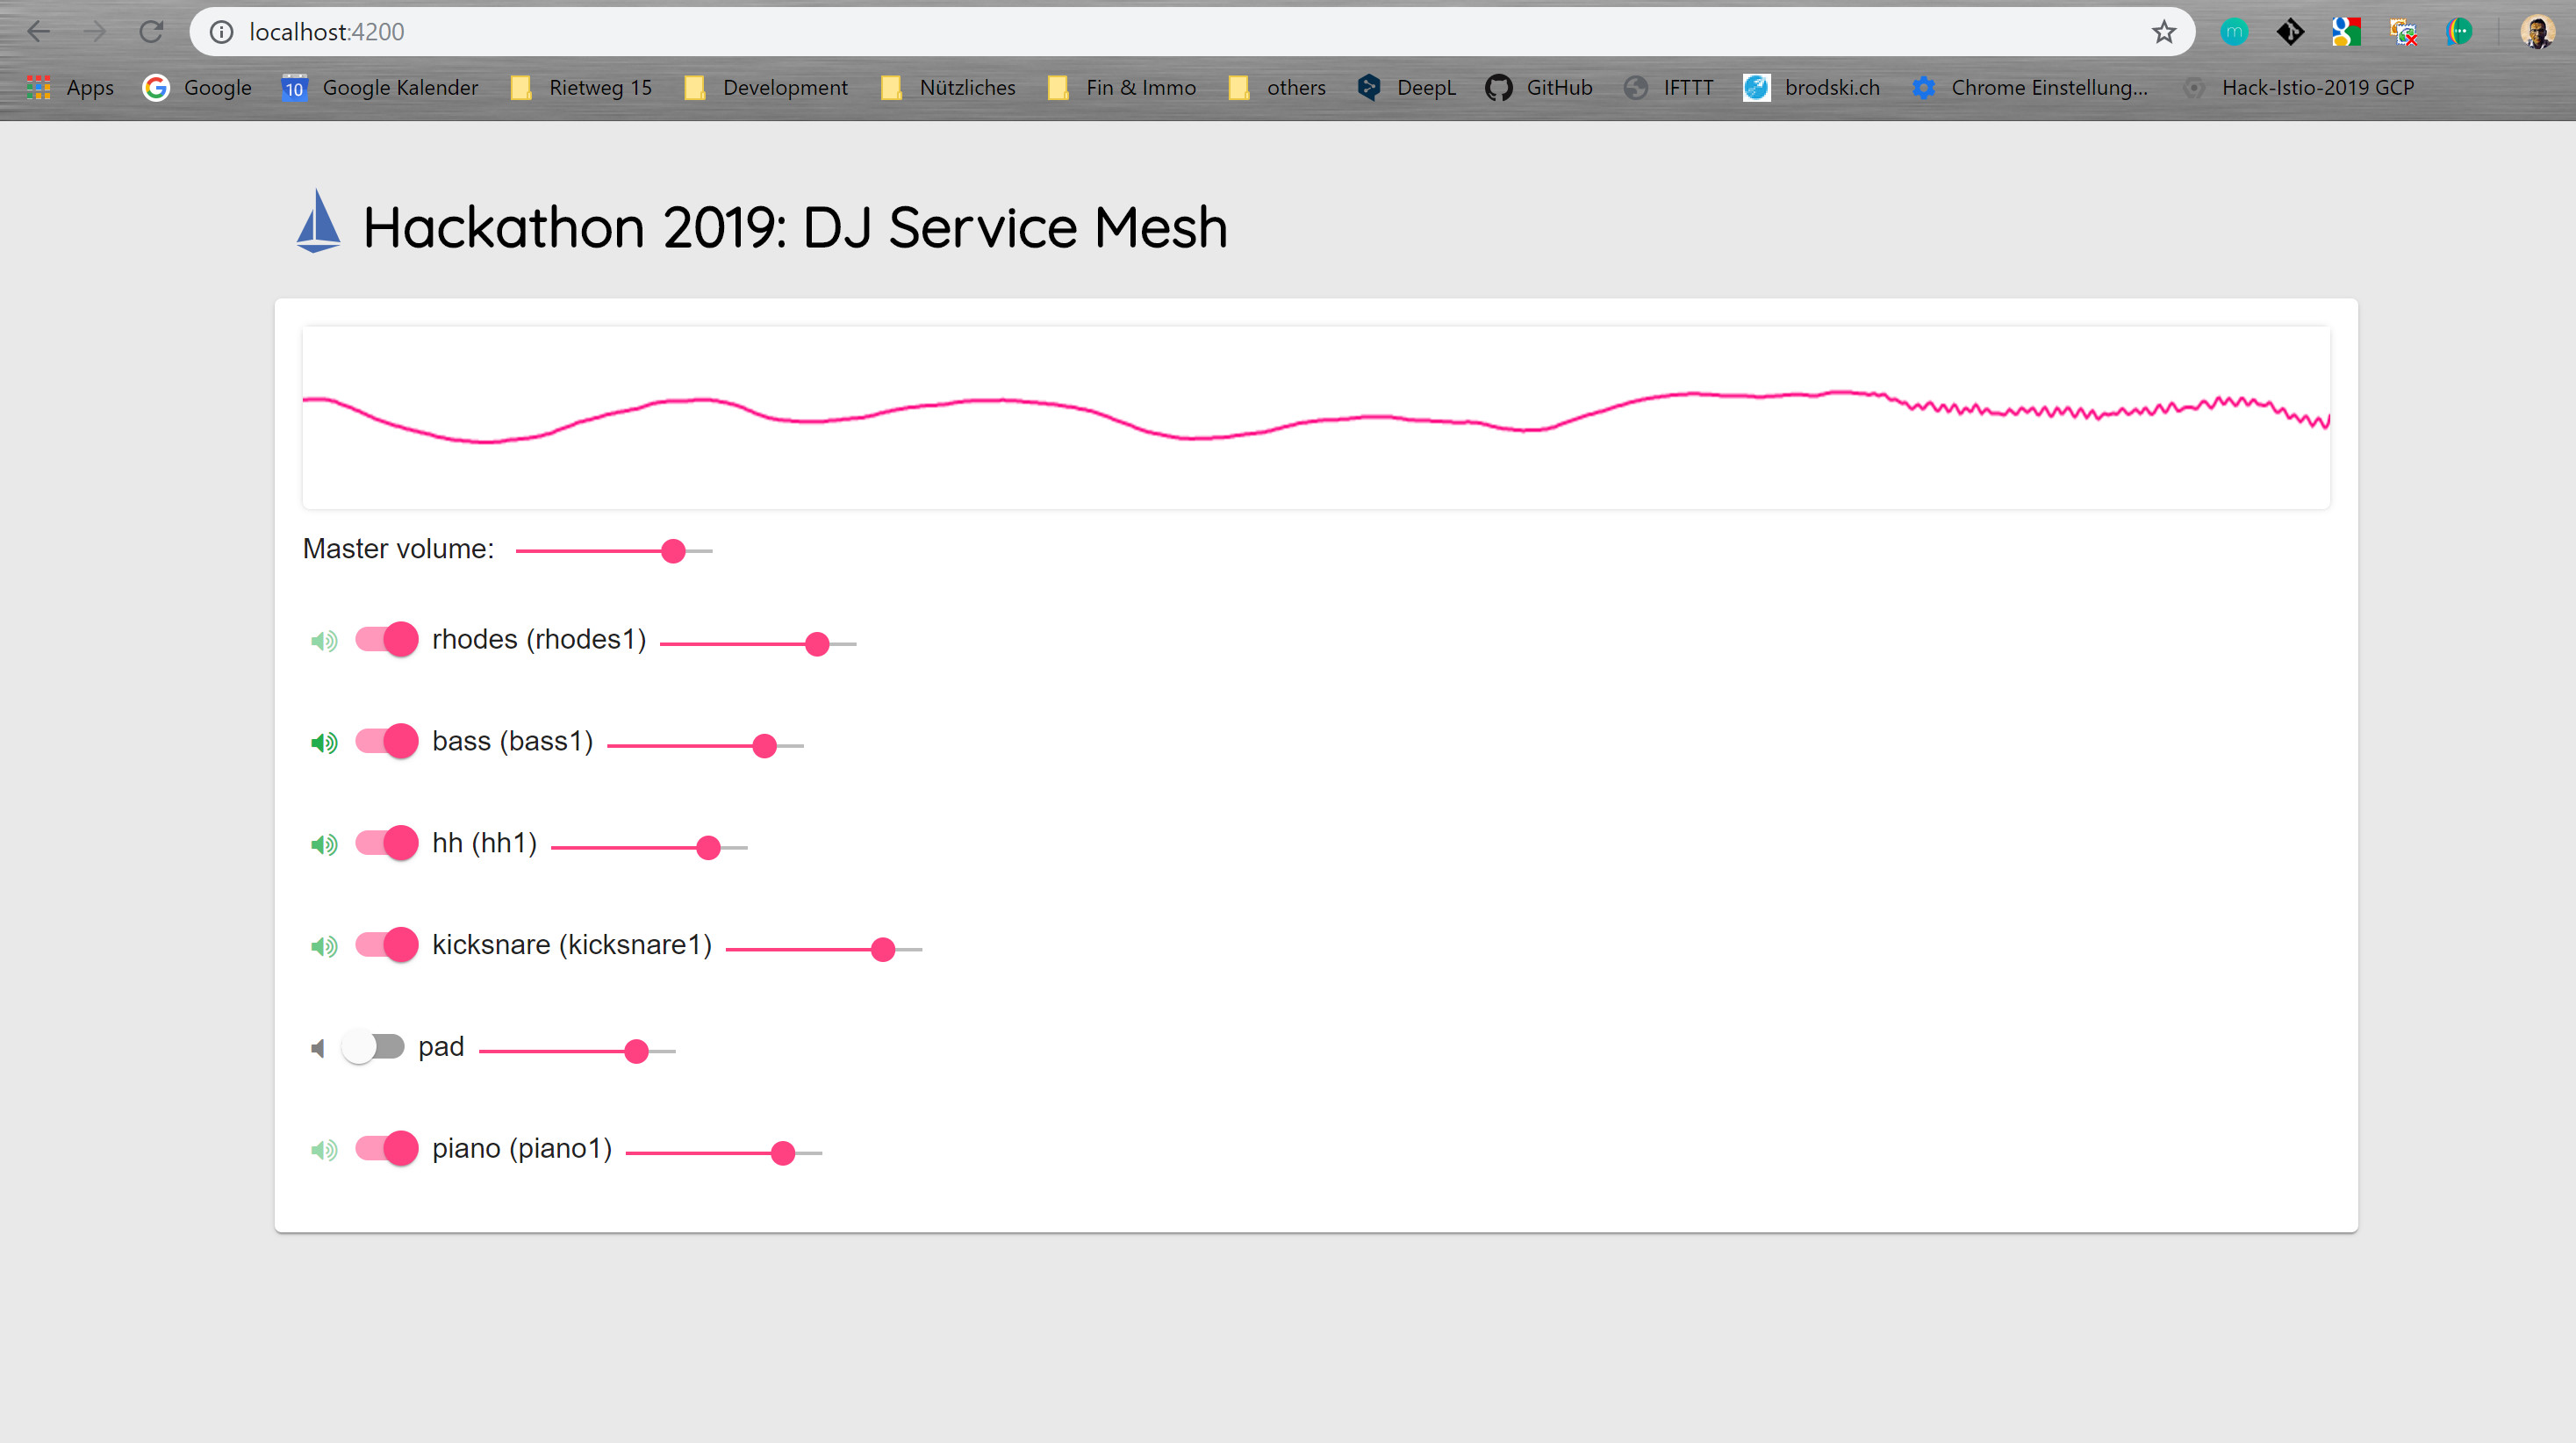 localhost:4200
Apps Google 10 Google Kalender Rietweg 15 Development Nützliches Fin & Immo others DeepL GitHub IFTTT brodski.ch Chrome Einstellung... Hack-Istio-2019 GCP
Hackathon 2019: DJ Service Mesh
Master volume:
rhodes (rhodes1)
bass (bass1)
hh (hh1)
kicksnare (kicksnare1)
pad
piano (piano1)